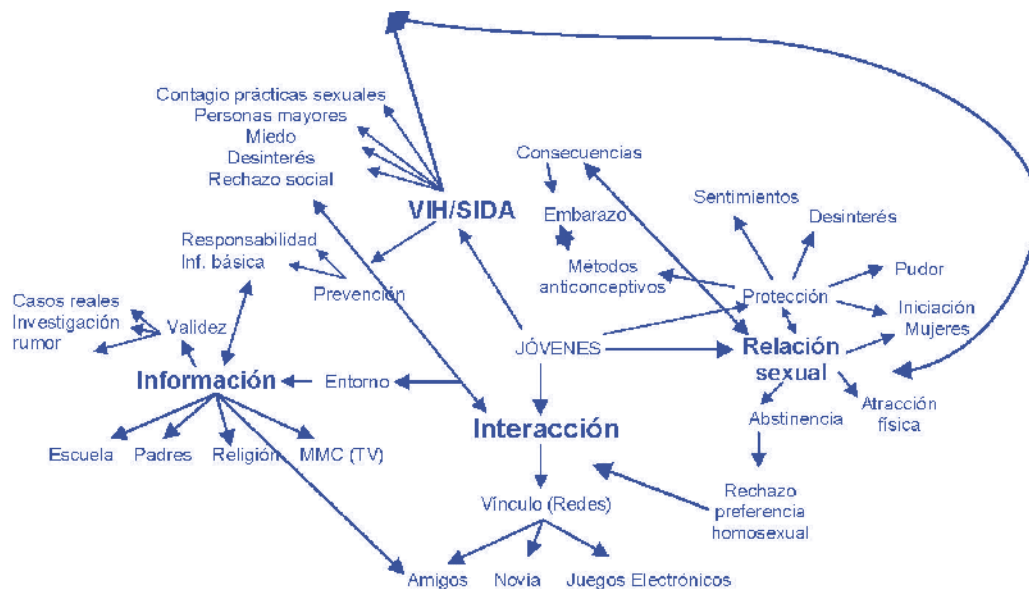 Contagio prácticas sexuales
Personas mayores
Miedo
Desinterés
Rechazo social
VIH/SIDA
Consecuencias
Embarazo
Métodos
anticonceptivos
Sentimientos
Desinterés
Pudor
Protección
Iniciación
Mujeres
Responsabilidad
Inf. básica
Prevención
Casos reales
Investigación
rumor
Validez
JÓVENES
Relación
sexual
Información
Entorno
Abstinencia
Atracción
física
Interacción
Escuela
Padres
Religión
MMC (TV)
Vínculo (Redes)
Rechazo
preferencia
homosexual
Amigos
Novia
Juegos Electrónicos